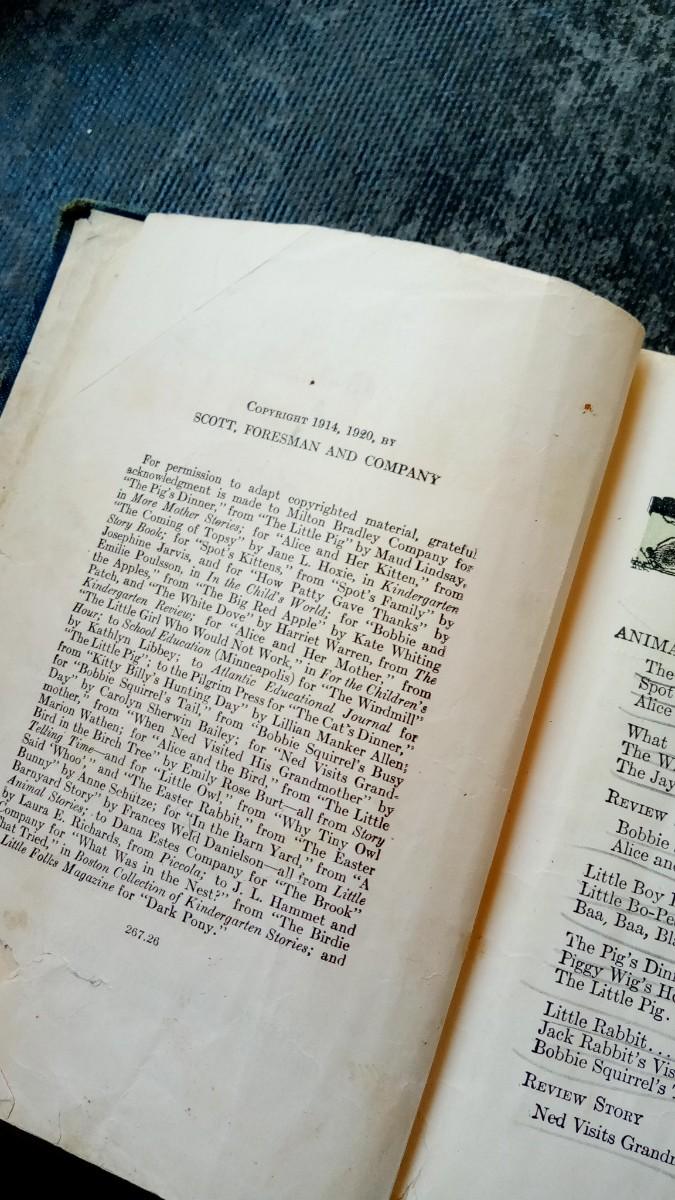 COPYRIGHT 1914, 1920, BY
SCOTT, FORESMAN AND COMPANY
For permission to adapt copyrighted material, grateful
acknowledgment is made to Milton Bradley Company for
"The Pig's Dinner," from "The Little Pig" by Maud Lindsay,
in More Mother Stories; for "Alice and Her Kitten," from
"The Coming of Topsy" by Jane L. Hoxie, in Kindergarten
Story Book; for "Spot's Kittens," from "Spot's Family" by
Josephine Jarvis, and for "How Patty Gave Thanks" by
Emilie Poulsson, in In the Child's World; for "Bobbie and
the Apples," from "The Big Red Apple" by Kate Whiting
Patch, and "The White Dove" by Harriet Warren, from The
Kindergarten Review; for "Alice and Her Mother," from
"The Little Girl Who Would Not Work," in For the Children's
Hour; to School Education (Minneapolis) for "The Windmill"
by Kathlyn Libbey; to Atlantic Educational Journal for
"The Little Pig"; to the Pilgrim Press for "The Cat's Dinner,"
from "Kitty Billy's Hunting Day" by Lillian Manker Allen;
for "Bobbie Squirrel's Tail", from "Bobbie Squirrel's Busy
Day" by Carolyn Sherwin Bailey; for "Ned Visits Grand-
mother," from "When Ned Visited His Grandmother" by
Marion Wathen; for "Alice and the Bird," from "The Little
Bird in the Birch Tree" by Emily Rose Burt—all from Story
Telling Time—and for "Little Owl," from "Why Tiny Owl
Said 'Whoo'," and "The Easter Rabbit," from "The Easter
Bunny" by Anne Schütze; for "In the Barn Yard," from "A
Barnyard Story" by Frances Weld Danielson—all from Little
Animal Stories; to Dana Estes Company for "The Brook"
by Laura E. Richards, from Piccola; to J. L. Hammet and
Company for "What Was in the Nest?" from "The Birdie
hat Tried," in Boston Collection of Kindergarten Stories; and
Little Folks Magazine for "Dark Pony."
267.26
ANIMA
The
Spot
Alice
What
The W
The Jay
REVIEW
Bobbie
Alice and
Little Boy
Little Bo-Pe
Baa, Baa, Bla
The Pig's Din
Piggy Wig's Ho
The Little Pig.
Little Rabbit...
Jack Rabbit's Vis
Bobbie Squirrel's
REVIEW STORY
Ned Visits Grand